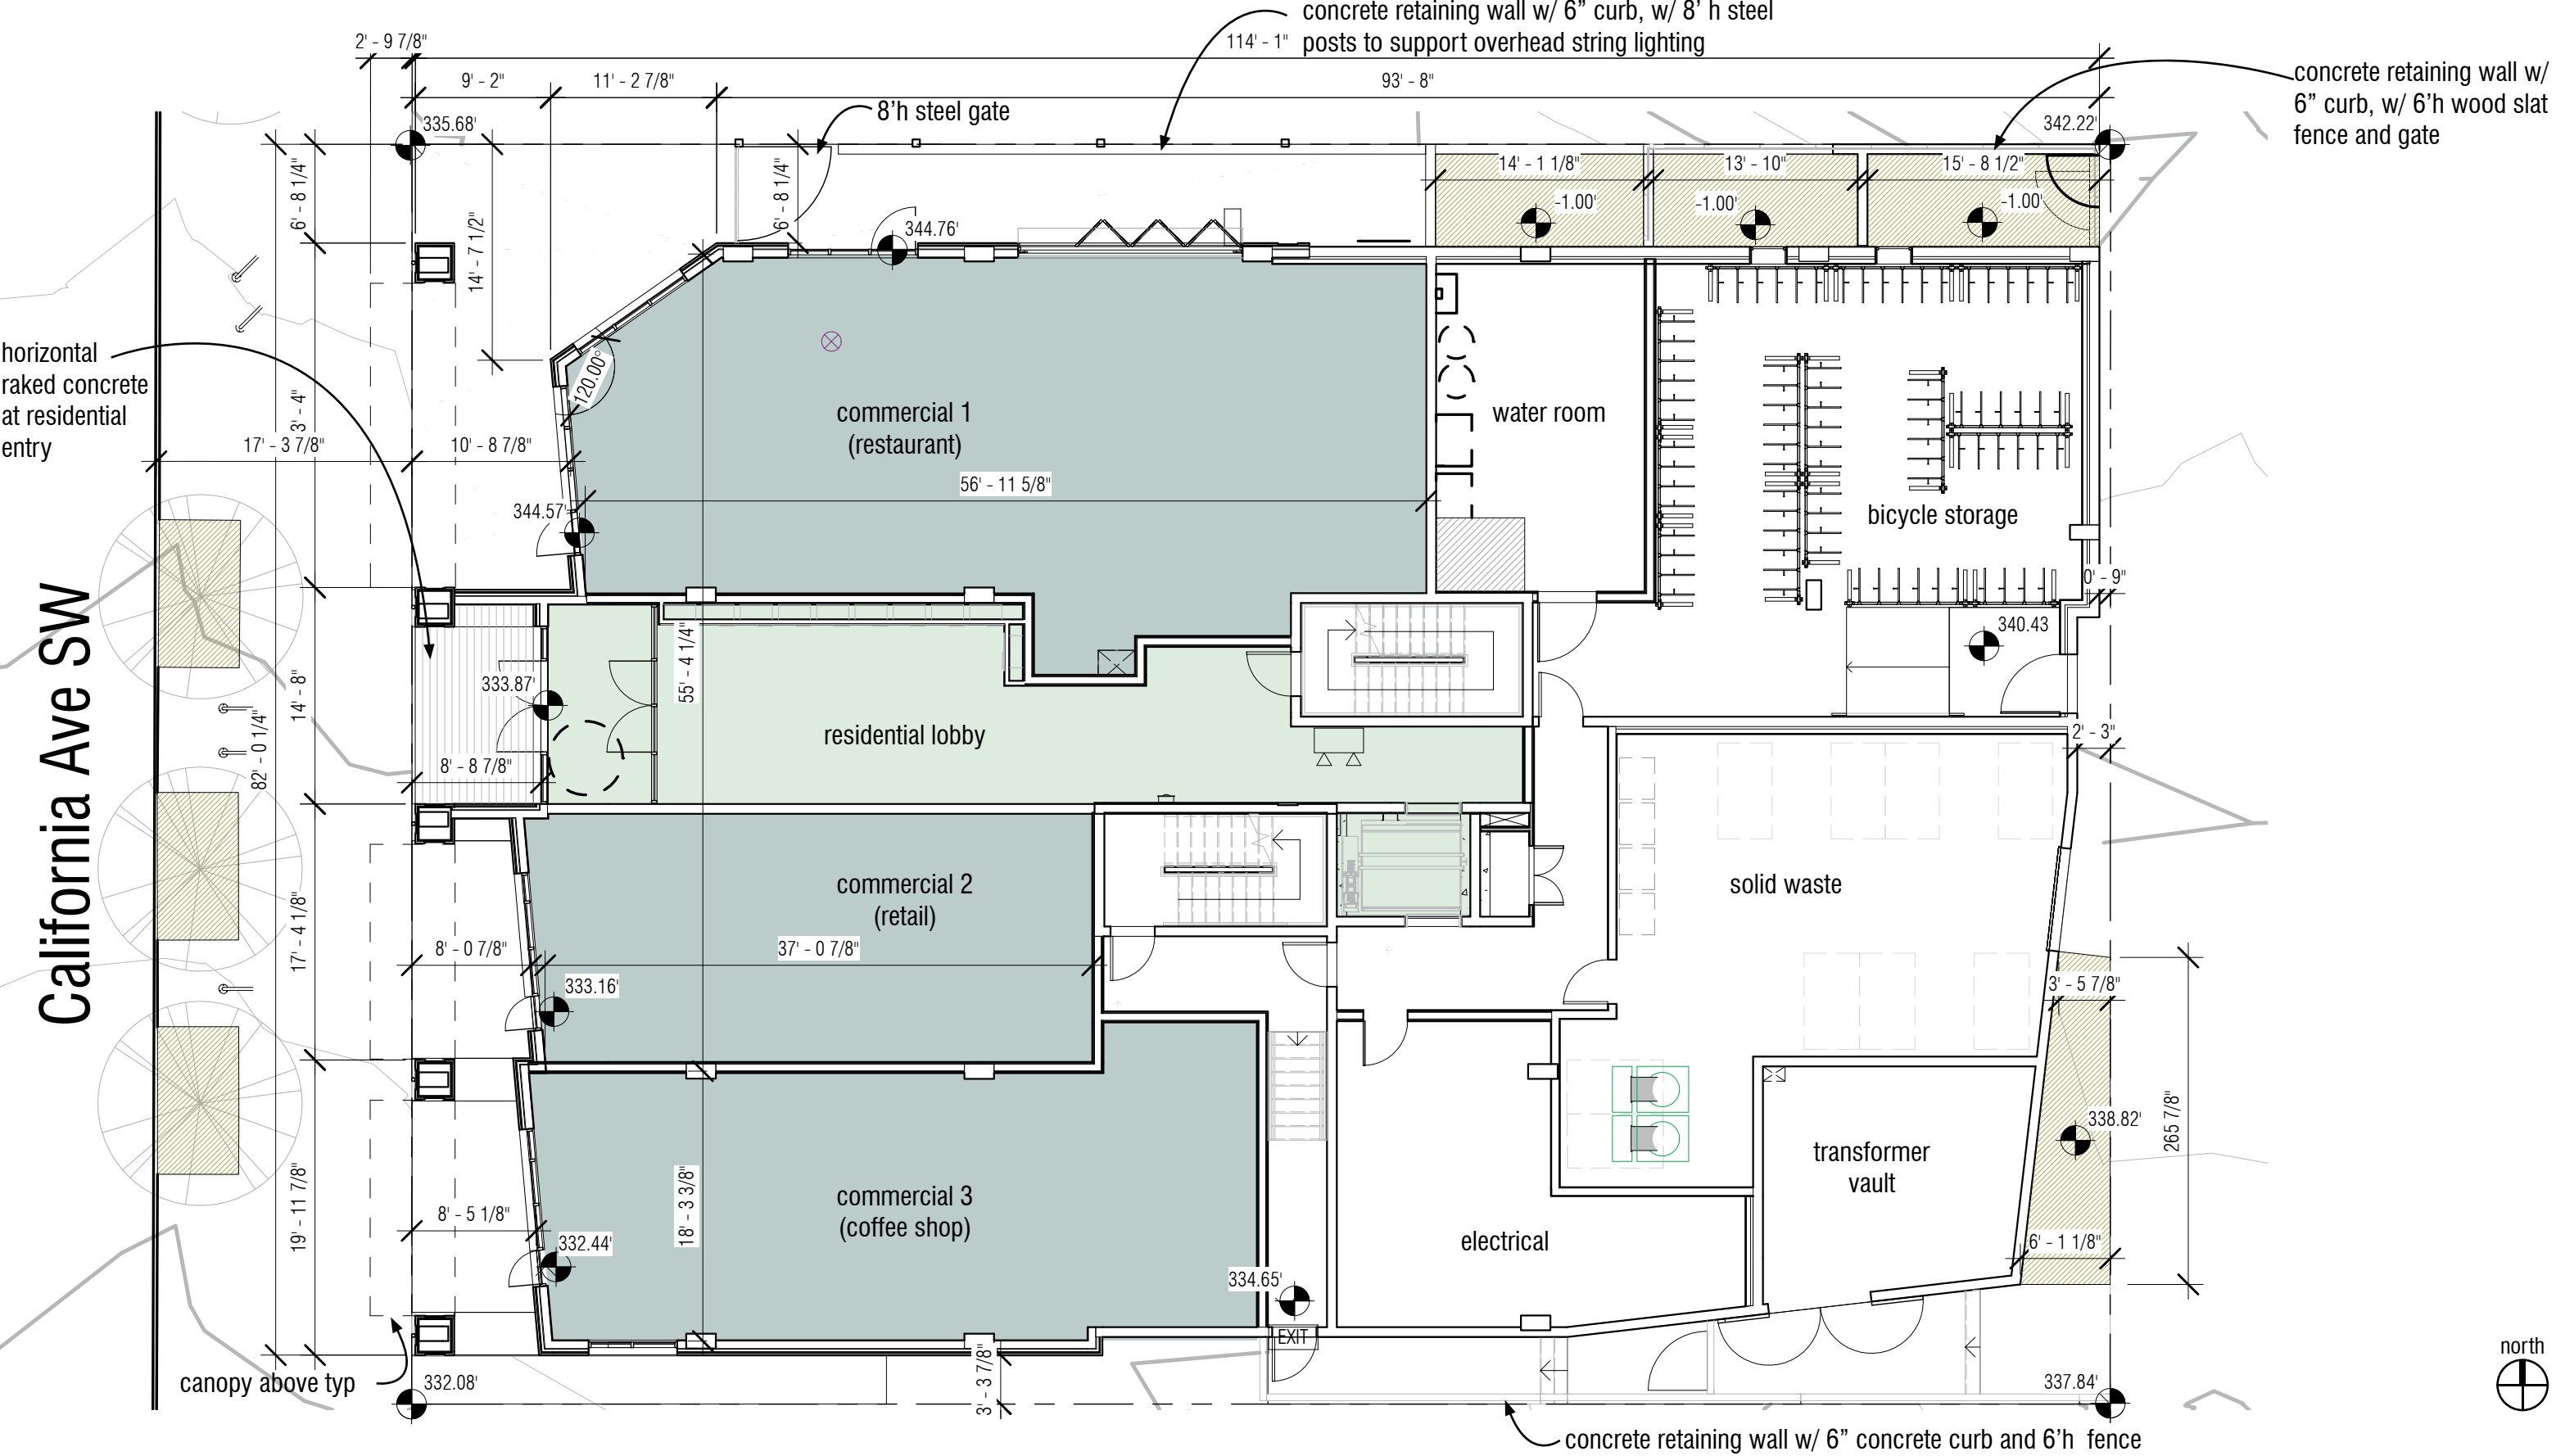 concrete retaining wall w/ 6” curb, w/ 8’ h steel
posts to support overhead string lighting
2' - 9 7/8"
114' - 1"
concrete retaining wall w/
6” curb, w/ 6’h wood slat
fence and gate
9' - 2"
11' - 2 7/8"
93' - 8"
8’h steel gate
335.68'
342.22'
6' - 8 1/4"
6' - 8 1/4"
14' - 1 1/8"
13' - 10"
15' - 8 1/2"
-1.00'
-1.00'
-1.00'
14' - 7 1/2"
344.76'
horizontal
raked concrete
at residential
entry
120.00°
3' - 4"
17' - 3 7/8"
10' - 8 7/8"
commercial 1
(restaurant)
water room
56' - 11 5/8"
344.57'
bicycle storage
0' - 9"
340.43
California Ave SW
14' - 8"
82' - 0 1/4"
333.87'
55' - 4 1/4"
residential lobby
8' - 8 7/8"
2' - 3"
commercial 2
(retail)
solid waste
17' - 4 1/8"
8' - 0 7/8"
37' - 0 7/8"
333.16'
3' - 5 7/8"
338.82'
265 7/8"
transformer
vault
19' - 11 7/8"
8' - 5 1/8"
18' - 3 3/8"
commercial 3
(coffee shop)
332.44'
electrical
6' - 1 1/8"
334.65'
EXIT
north
canopy above typ
332.08'
3' - 3 7/8"
337.84'
concrete retaining wall w/ 6” concrete curb and 6’h  fence